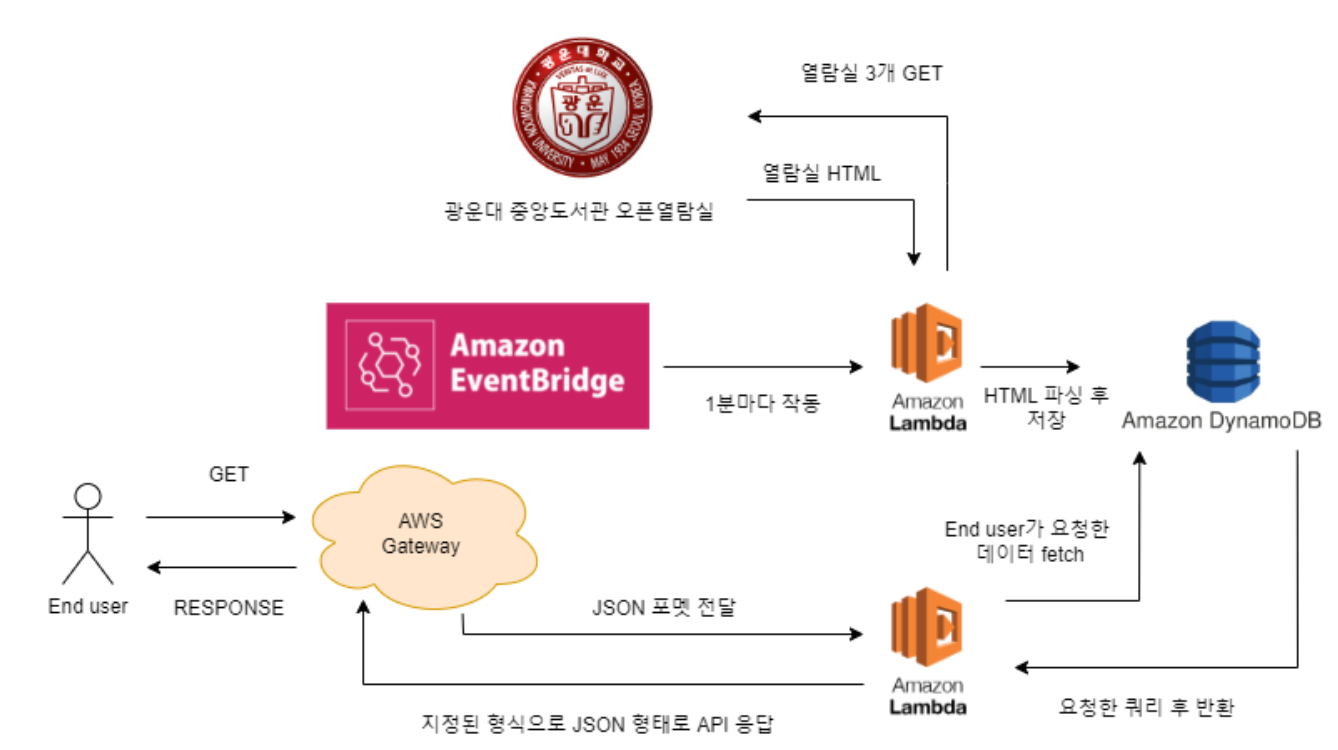 광운대학교
VERITAS et LUX
광운
KWANGWOON UNIVERSITY • MAY 1934 SEOUL KOREA
열람실 3개 GET
열람실 HTML
광운대 중앙도서관 오픈열람실
Amazon
EventBridge
1분마다 작동
Amazon
Lambda
HTML 파싱 후
저장
Amazon DynamoDB
GET
AWS
Gateway
End user
RESPONSE
End user가 요청한
데이터 fetch
JSON 포멧 전달
Amazon
Lambda
지정된 형식으로 JSON 형태로 API 응답
요청한 쿼리 후 반환